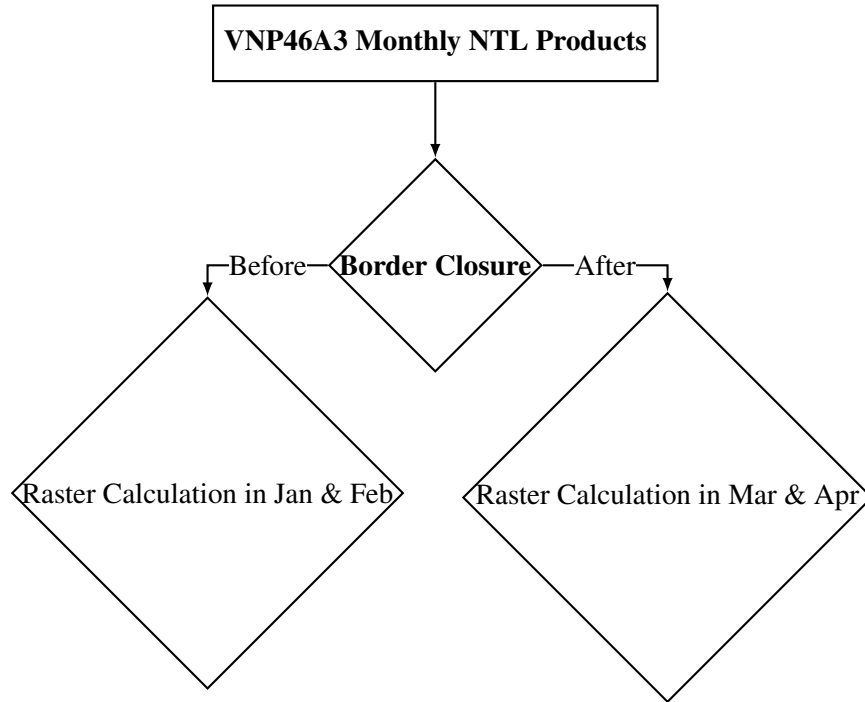 VNP46A3 Monthly NTL Products
Before
Border Closure
After
Raster Calculation in Jan & Feb
Raster Calculation in Mar & Apr